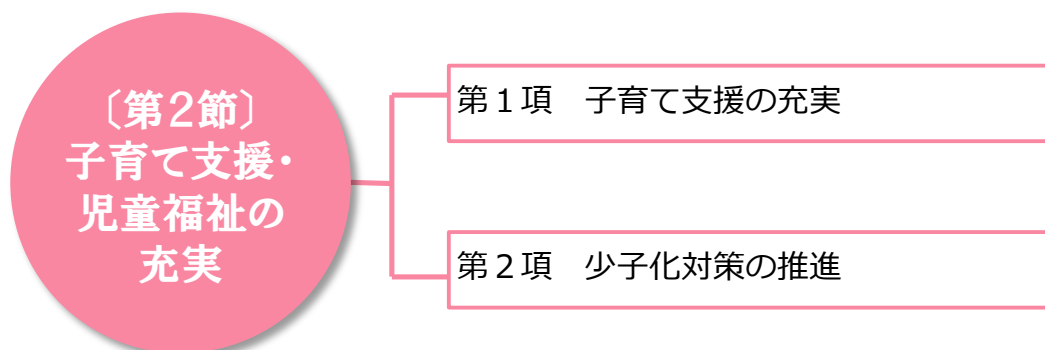 〔第2節〕
子育て支援・
児童福祉の
充実
第１項　子育て支援の充実
第２項　少子化対策の推進